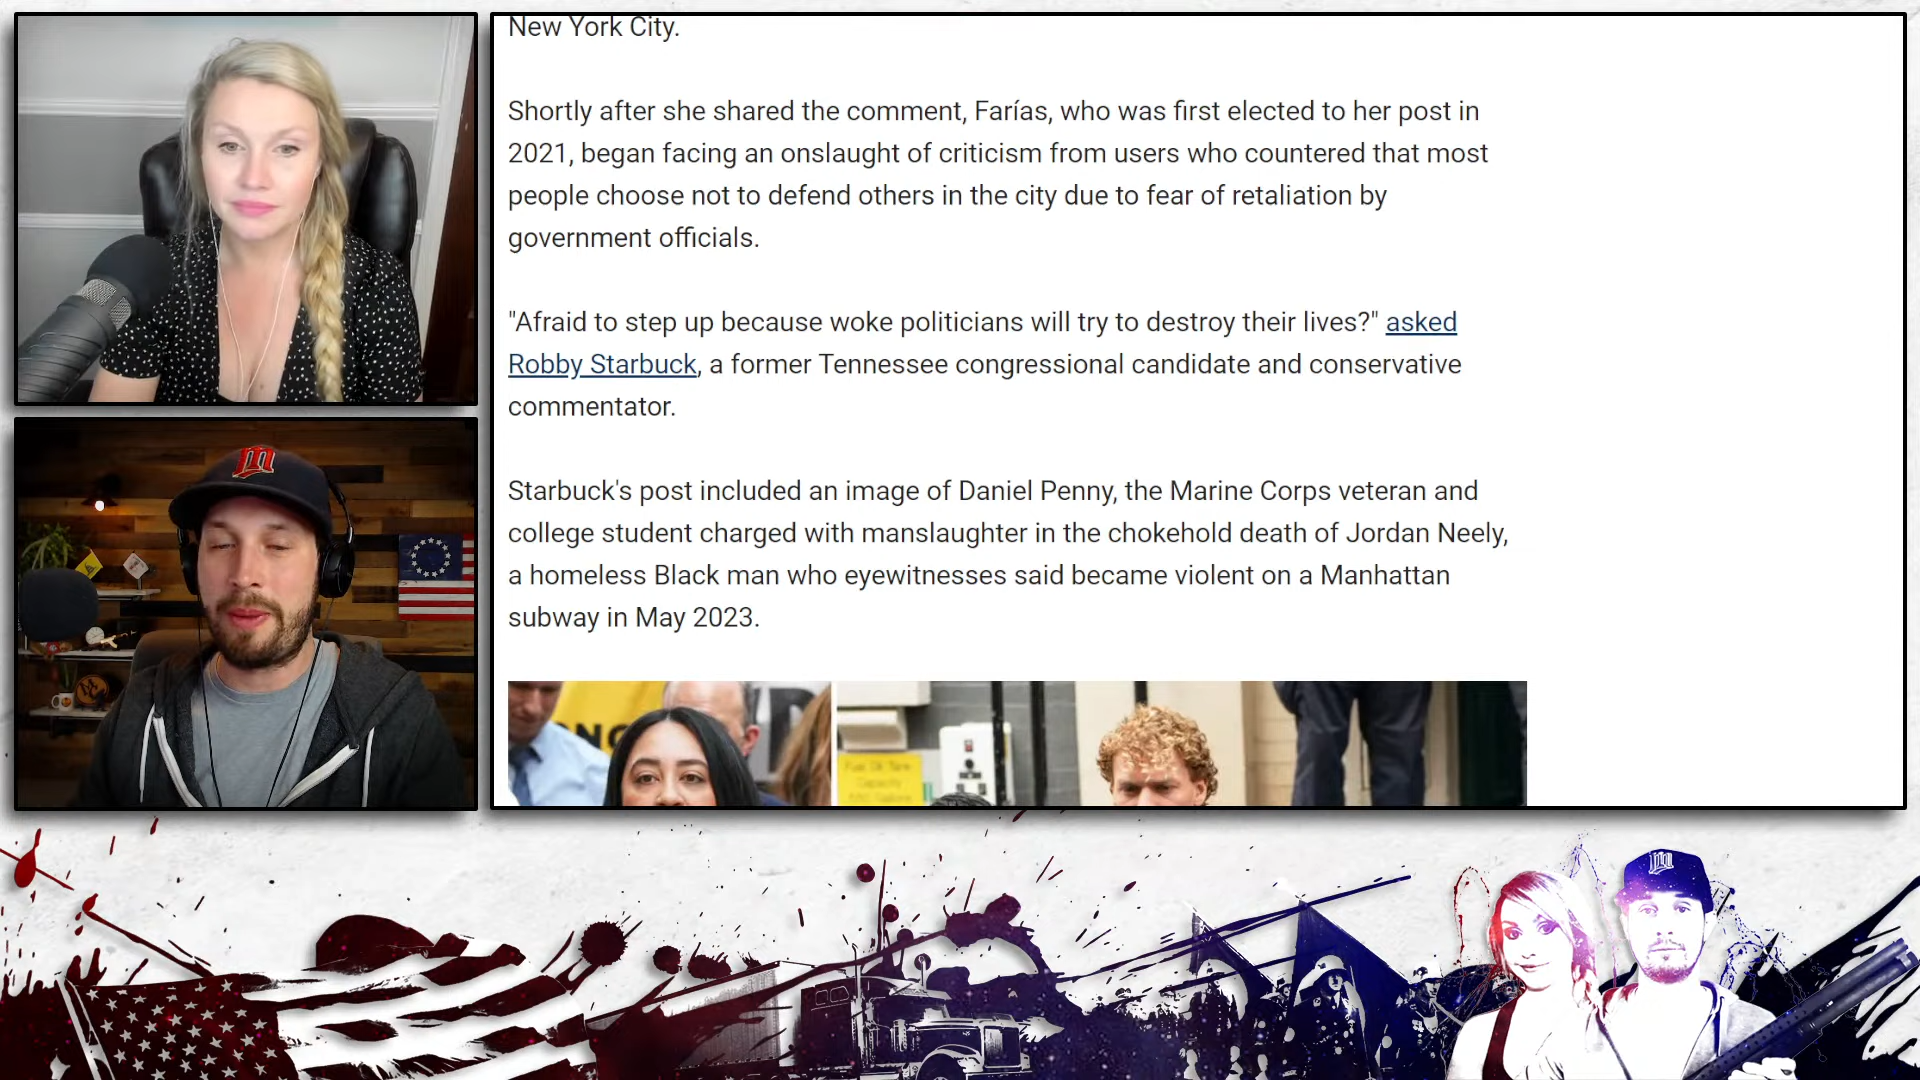 New York City.
Shortly after she shared the comment, Farías, who was first elected to her post in
2021, began facing an onslaught of criticism from users who countered that most
people choose not to defend others in the city due to fear of retaliation by
government officials.
"Afraid to step up because woke politicians will try to destroy their lives?" asked
Robby Starbuck, a former Tennessee congressional candidate and conservative
commentator.
Starbuck's post included an image of Daniel Penny, the Marine Corps veteran and
college student charged with manslaughter in the chokehold death of Jordan Neely,
a homeless Black man who eyewitnesses said became violent on a Manhattan
subway in May 2023.